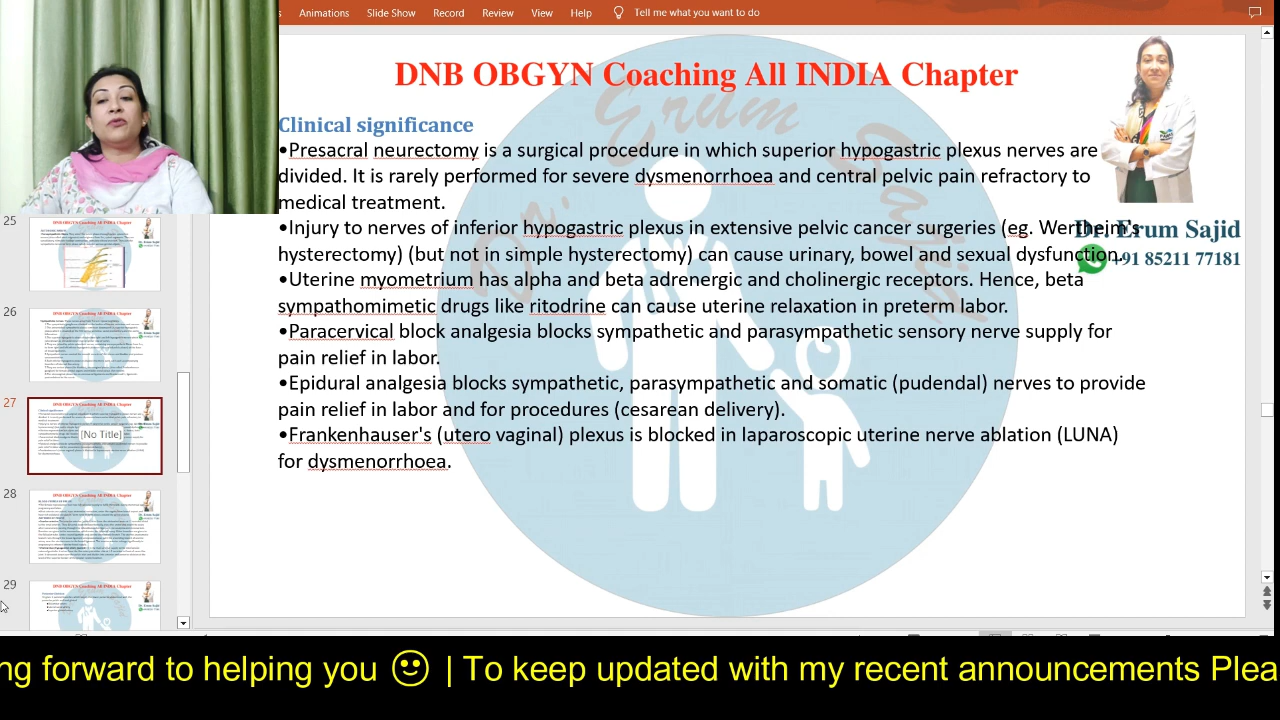 Animations Slide Show Record Review View Help Tell me what you want to do
DNB OBGYN Coaching All INDIA Chapter
Clinical significance
•Presacral neurectomy is a surgical procedure in which superior hypogastric plexus nerves are
divided. It is rarely performed for severe dysmenorrhoea and central pelvic pain refractory to
medical treatment.
•Injury to nerves of inferior hypogastric plexus in extensive pelvic cancer surgeries (eg. Wertheim's
hysterectomy) (but not in simple hysterectomy) can cause urinary, bowel and sexual dysfunction.
•Uterine myometrium has alpha and beta adrenergic and cholinergic receptors. Hence, beta
sympathomimetic drugs like ritodrine can cause uterine relaxation in preterm labor.
•Paracervical block analgesia blocks sympathetic and parasympathetic sensory nerve supply for
pain relief in labor.
•Epidural analgesia blocks sympathetic, parasympathetic and somatic (pudendal) nerves to provide
pain relief in labor and for procedures (cesarean delivery).
•Frankenhauser's (utero vaginal) plexus is blocked in laparoscopic uterine nerve ablation (LUNA)
for dysmenorrhoea.
Dr. Erum Sajid
+91 85211 77181
Erum
25
26
27
[No Title]
28
29
ng forward to helping you 🙂 | To keep updated with my recent announcements Plea